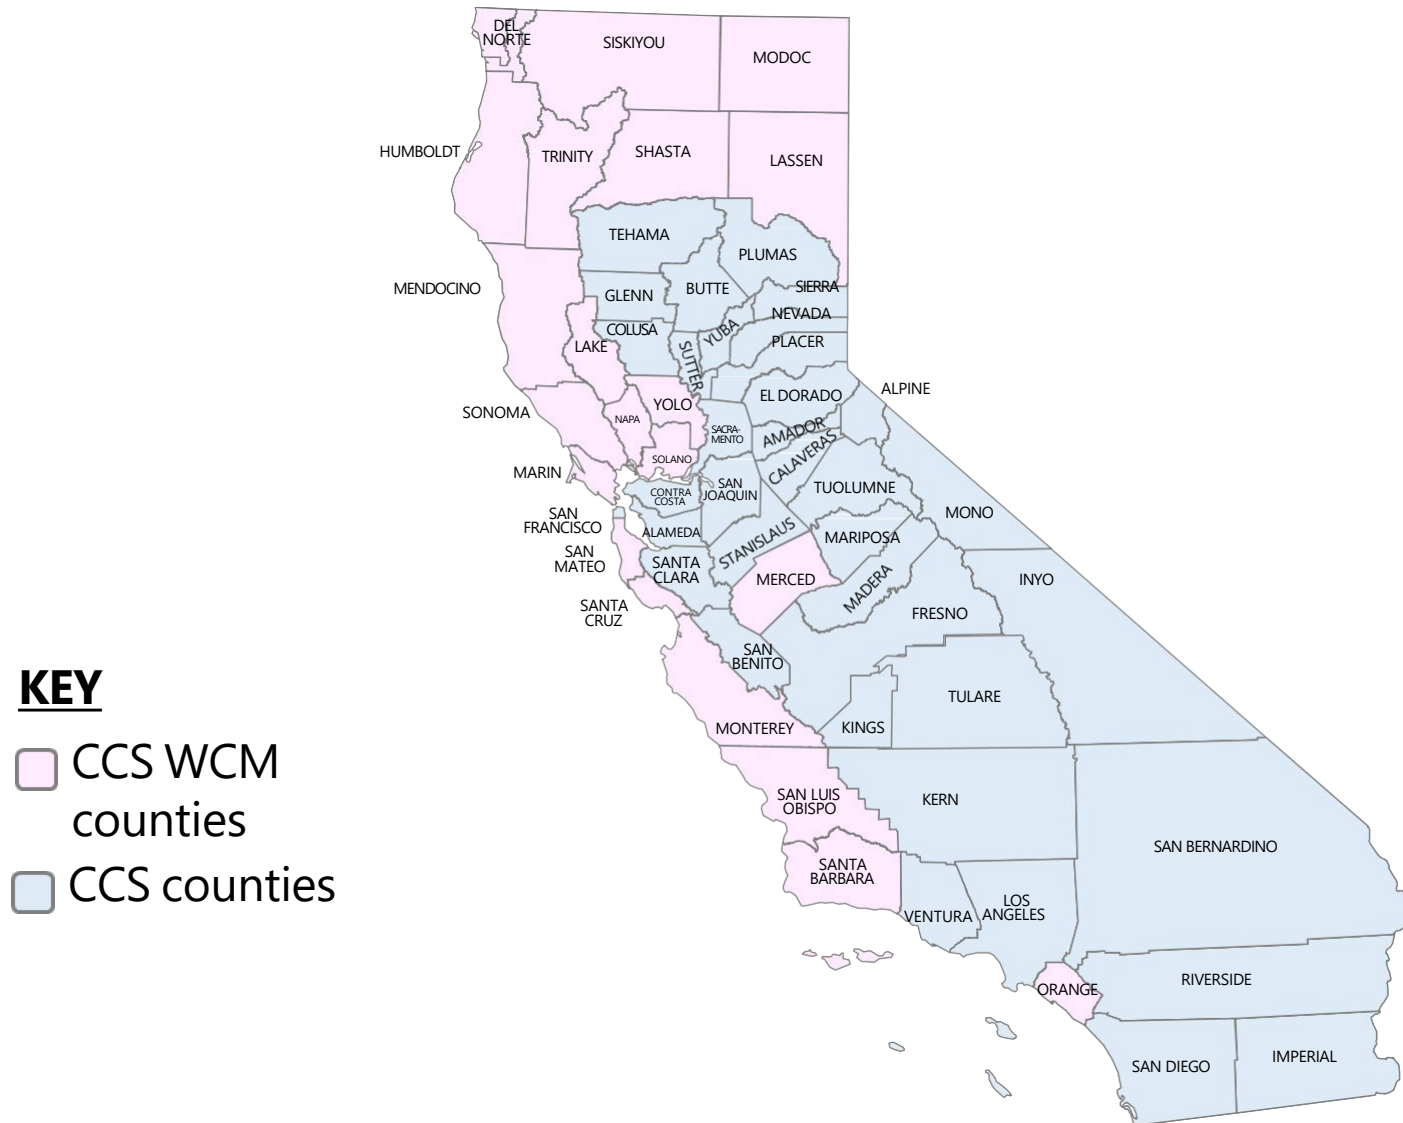 DEL
NORTE
SISKIYOU
MODOC
HUMBOLDT
TRINITY
SHASTA
LASSEN
TEHAMA
PLUMAS
MENDOCINO
GLENN
BUTTE
SIERRA
NEVADA
COLUSA
YUBA
PLACER
LAKE
SUTTER
EL DORADO
ALPINE
SONOMA
NAPA
YOLO
SACRA-
MENTO
AMADOR
CALAVERAS
MARIN
SOLANO
CONTRA
COSTA
SAN
JOAQUIN
TUOLUMNE
MONO
SAN
FRANCISCO
ALAMEDA
STANISLAUS
MARIPOSA
SAN
MATEO
SANTA
CLARA
MERCED
MADERA
INYO
SANTA
CRUZ
FRESNO
SAN
BENITO
KEY
TULARE
MONTEREY
KINGS
CCS WCM
counties
SAN LUIS
OBISPO
KERN
SAN BERNARDINO
CCS counties
SANTA
BARBARA
VENTURA
LOS
ANGELES
ORANGE
RIVERSIDE
SAN DIEGO
IMPERIAL